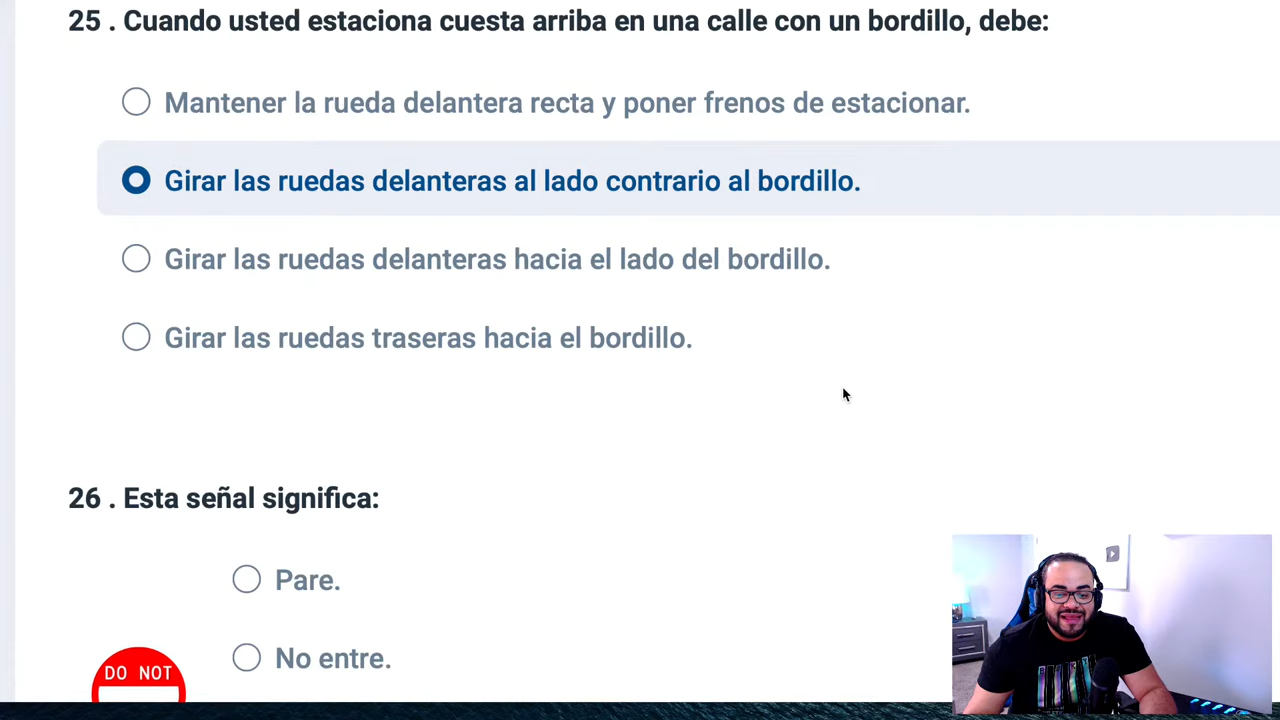 25 . Cuando usted estaciona cuesta arriba en una calle con un bordillo, debe:
Mantener la rueda delantera recta y poner frenos de estacionar.
Girar las ruedas delanteras al lado contrario al bordillo.
Girar las ruedas delanteras hacia el lado del bordillo.
Girar las ruedas traseras hacia el bordillo.
26 . Esta señal significa:
Pare.
No entre.
DO NOT